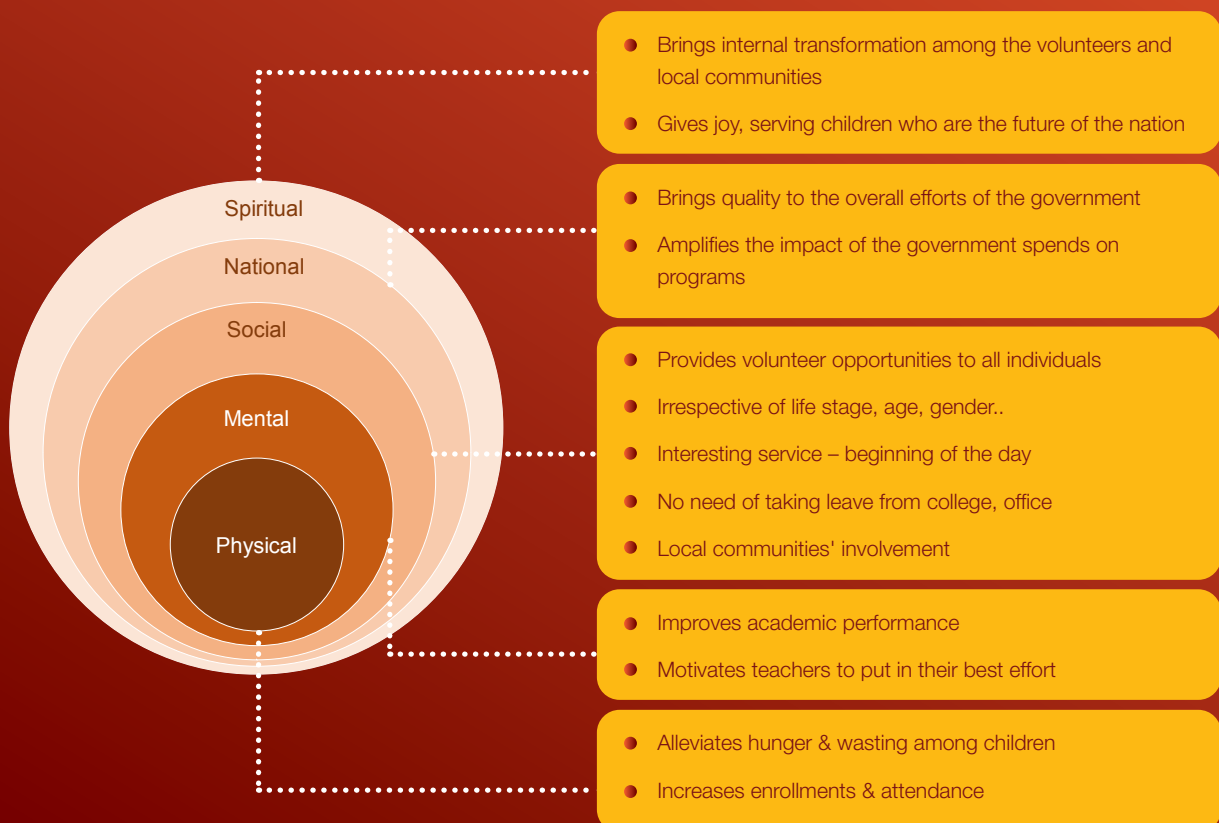 Spiritual
National
Social
Mental
Physical
Brings internal transformation among the volunteers and
local communities
Gives joy, serving children who are the future of the nation
Brings quality to the overall efforts of the government
Amplifies the impact of the government spends on
programs
Provides volunteer opportunities to all individuals
Irrespective of life stage, age, gender..
Interesting service – beginning of the day
No need of taking leave from college, office
Local communities' involvement
Improves academic performance
Motivates teachers to put in their best effort
Alleviates hunger & wasting among children
Increases enrollments & attendance